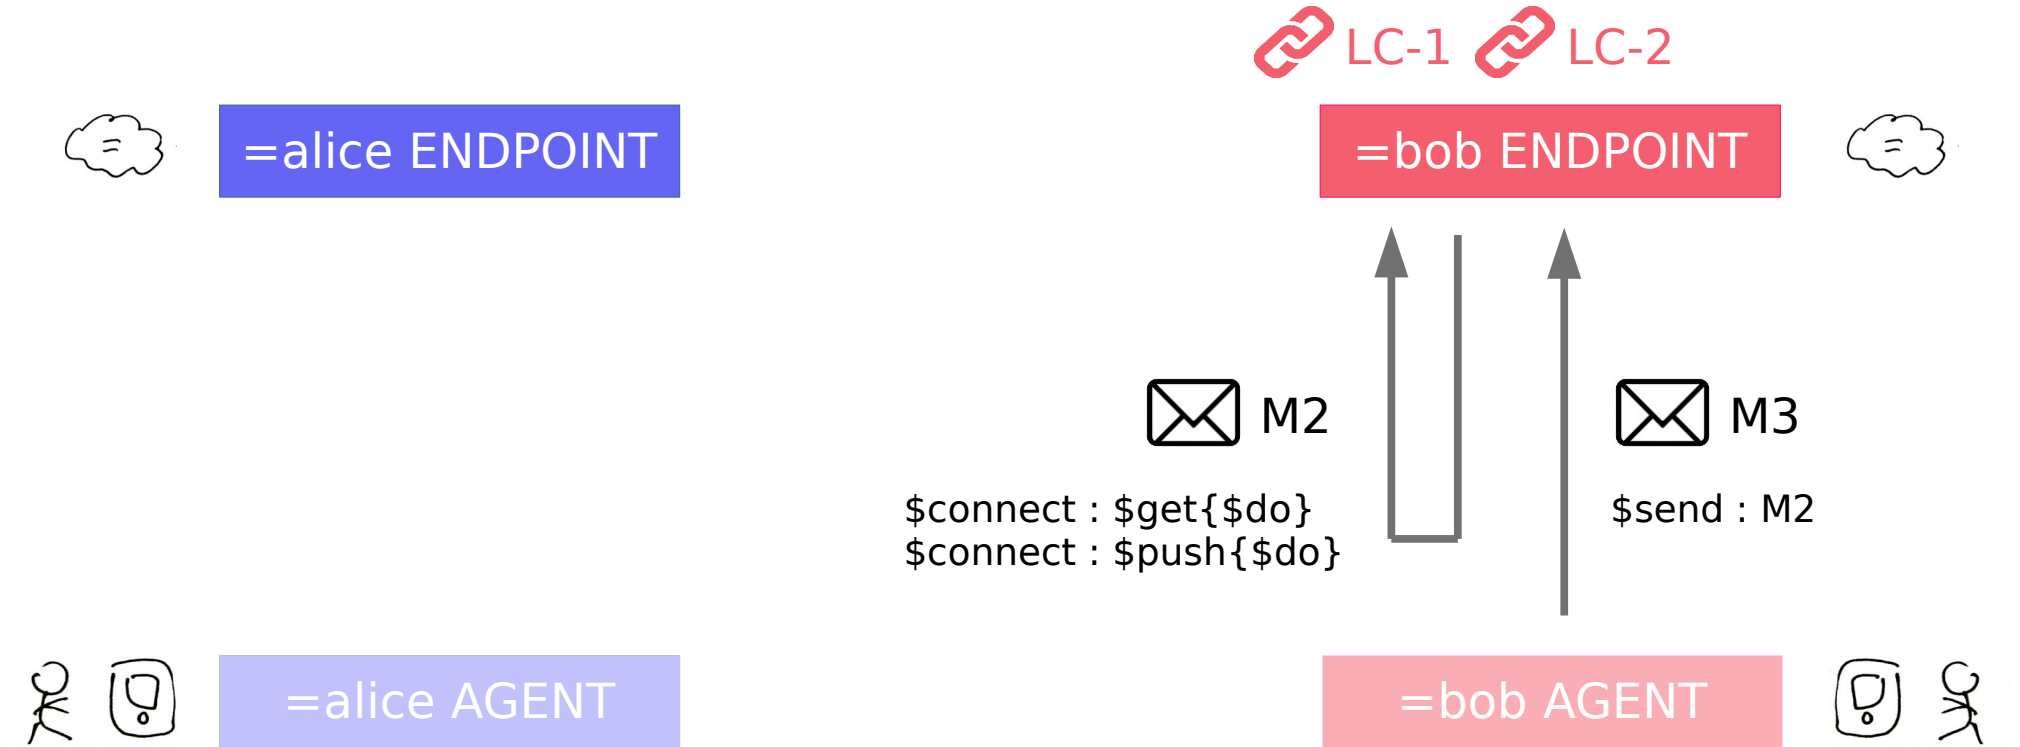 LC-1 LC-2
=alice ENDPOINT
=bob ENDPOINT
M2
M3
$connect : $get{$do}
$connect : $push{$do}
$send : M2
=alice AGENT
=bob AGENT